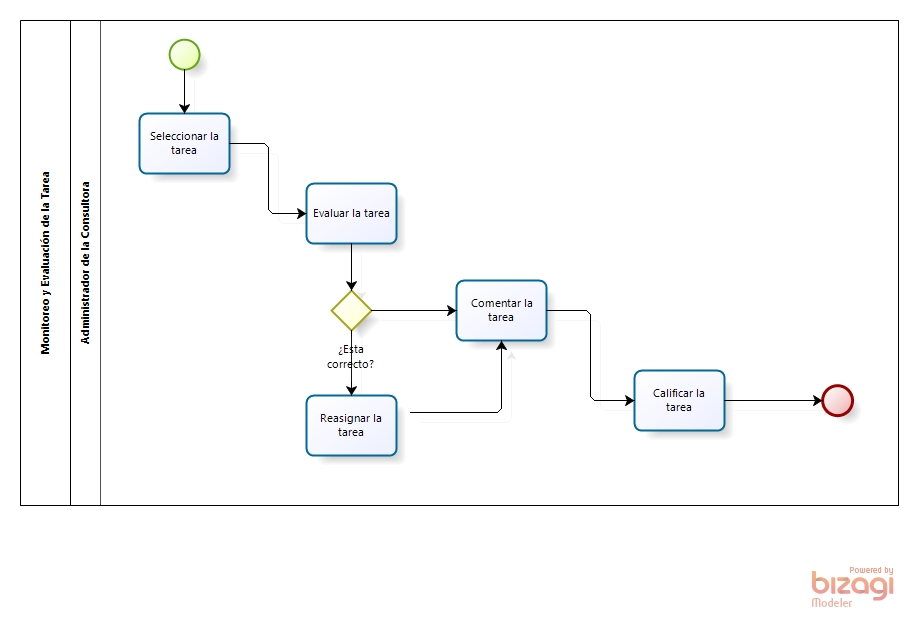 Monitoreo y Evaluación de la Tarea
Administrador de la Consultora
Seleccionar la
tarea
Evaluar la tarea
¿Esta
correcto?
Comentar la
tarea
Reasignar la
tarea
Calificar la
tarea
Powered by
bizagi
Modeler